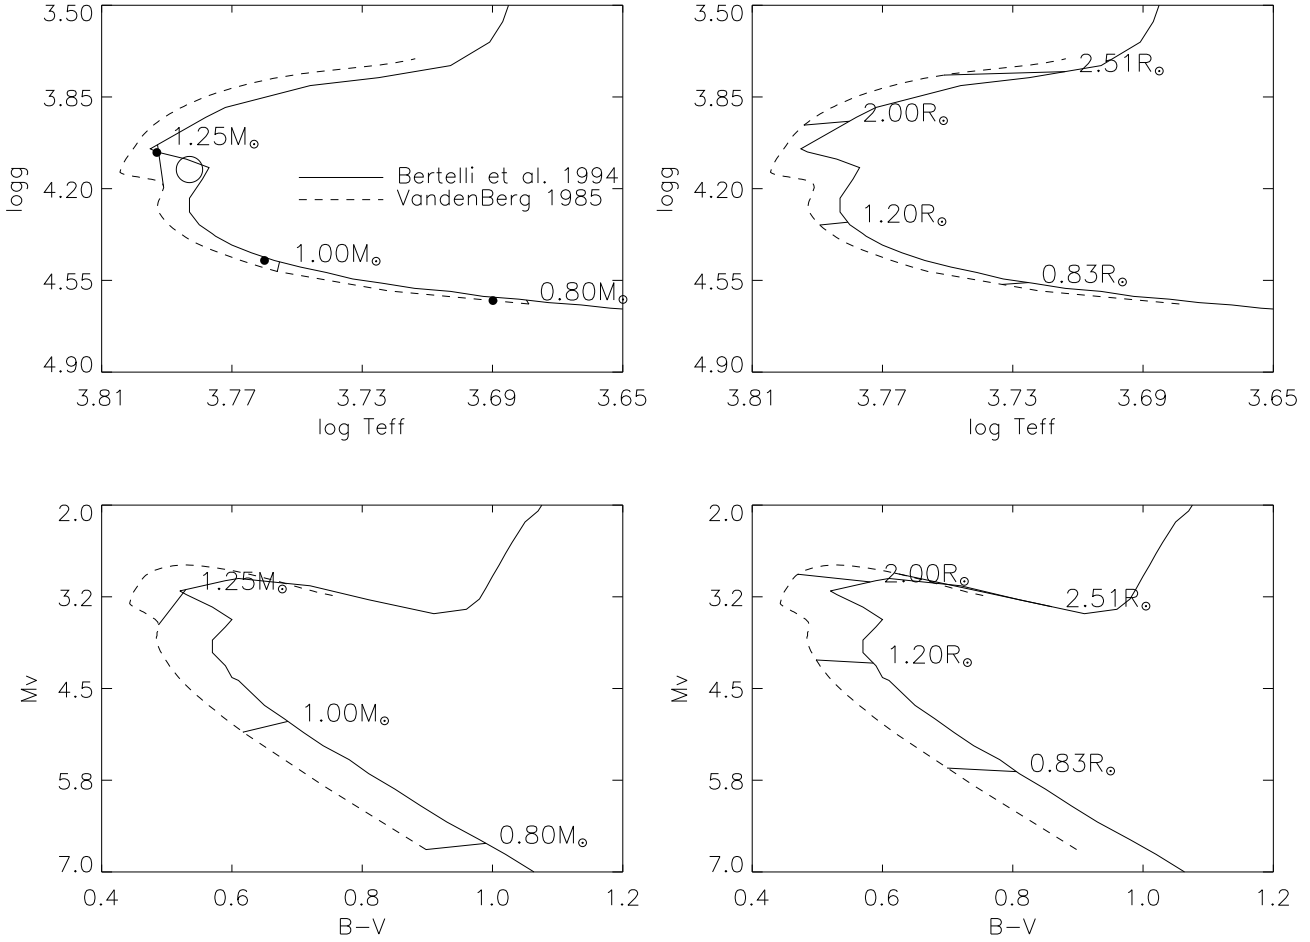 3.50
3.85
4.20
4.55
4.90
logg
1.25M⊙
Bertelli et al. 1994
VandenBerg 1985
1.00M⊙
0.80M⊙
3.81 3.77 3.73 3.69 3.65
log Teff
3.50
3.85
4.20
4.55
4.90
logg
2.51R⊙
2.00R⊙
1.20R⊙
0.83R⊙
3.81 3.77 3.73 3.69 3.65
log Teff
2.0
3.2
4.5
5.8
7.0
Mv
1.25M⊙
1.00M⊙
0.80M⊙
0.4 0.6 0.8 1.0 1.2
B−V
2.0
3.2
4.5
5.8
7.0
Mv
2.00R⊙
2.51R⊙
1.20R⊙
0.83R⊙
0.4 0.6 0.8 1.0 1.2
B−V